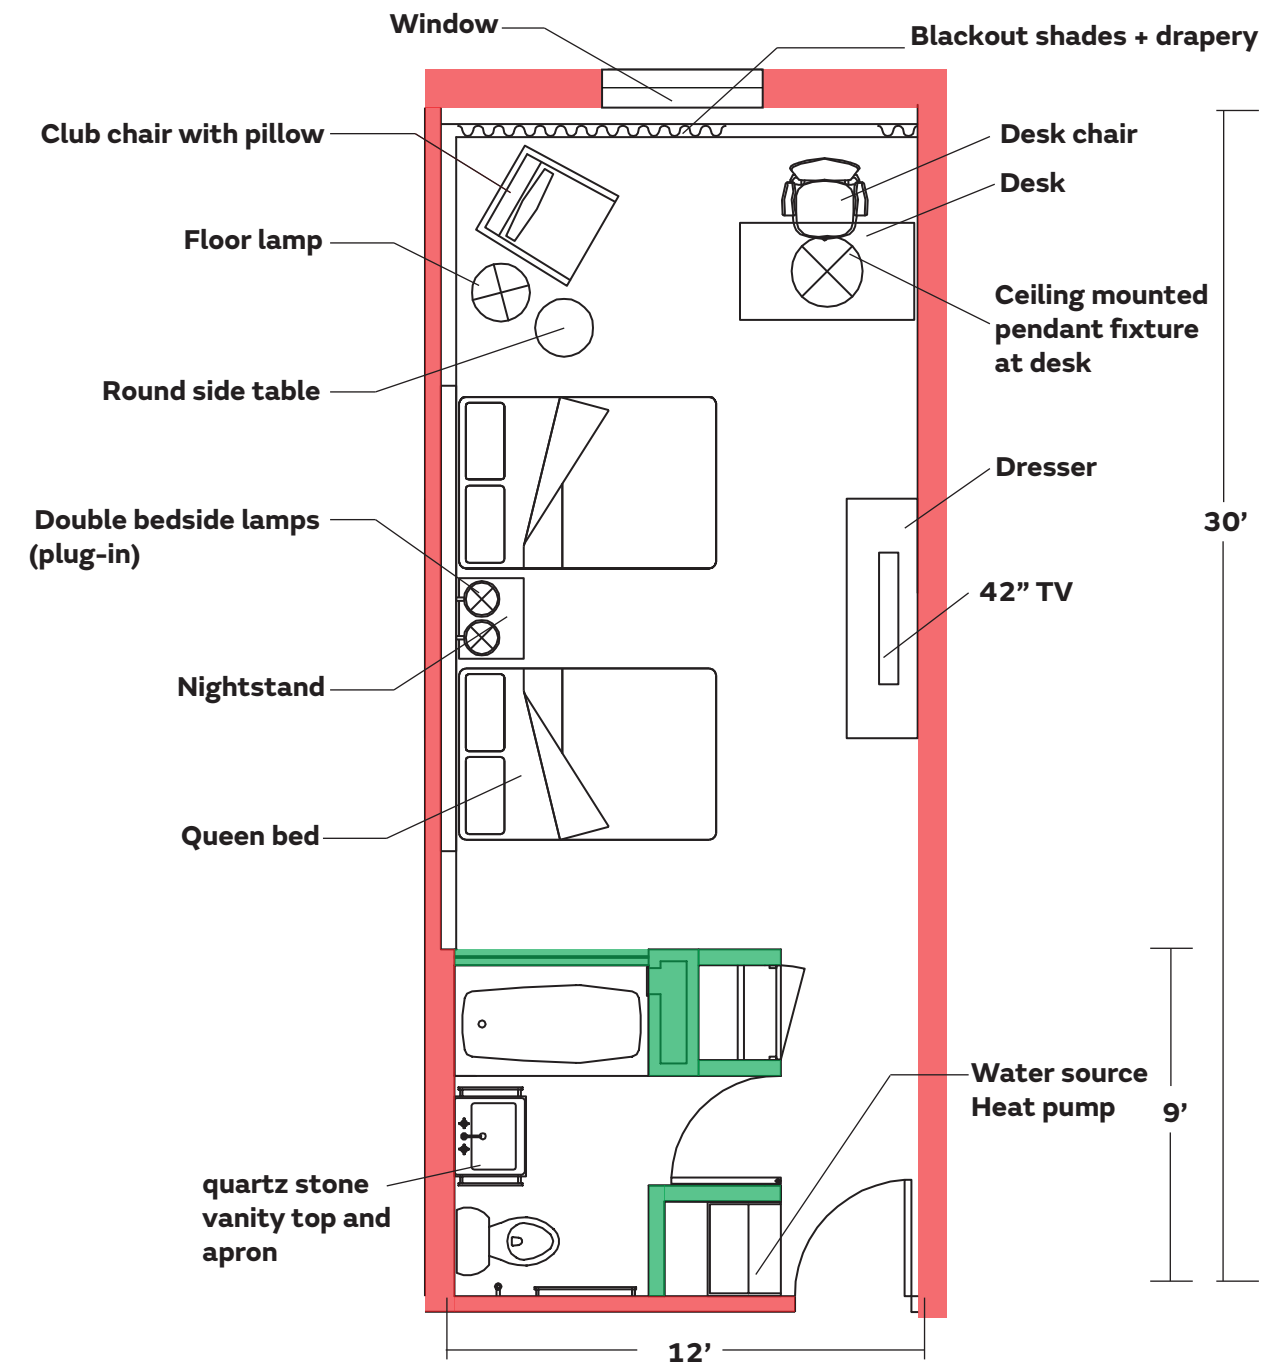 Window
Blackout shades + drapery
Club chair with pillow
Desk chair
Desk
Floor lamp
Ceiling mounted
pendant fixture
at desk
Round side table
Dresser
Double bedside lamps
(plug-in)
30’
42” TV
Nightstand
Queen bed
Water source
Heat pump
9’
quartz stone
vanity top and
apron
12’